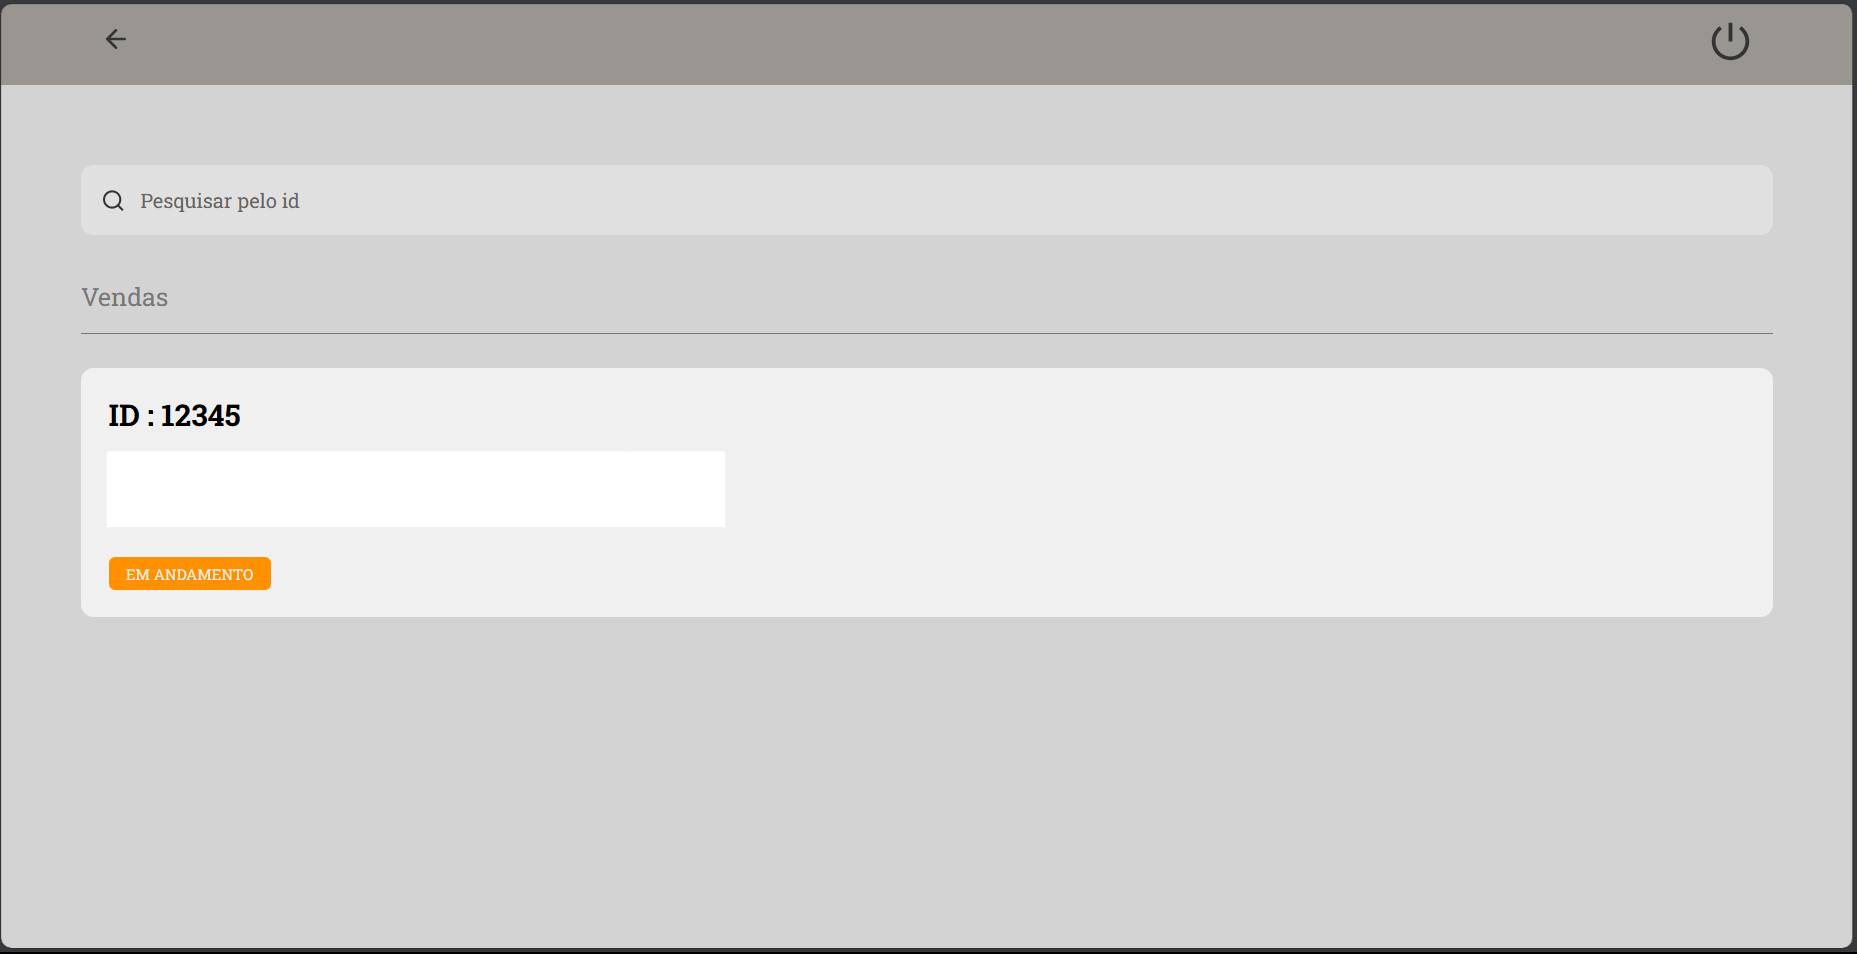 Pesquisar pelo id
Vendas
ID : 12345
EM ANDAMENTO